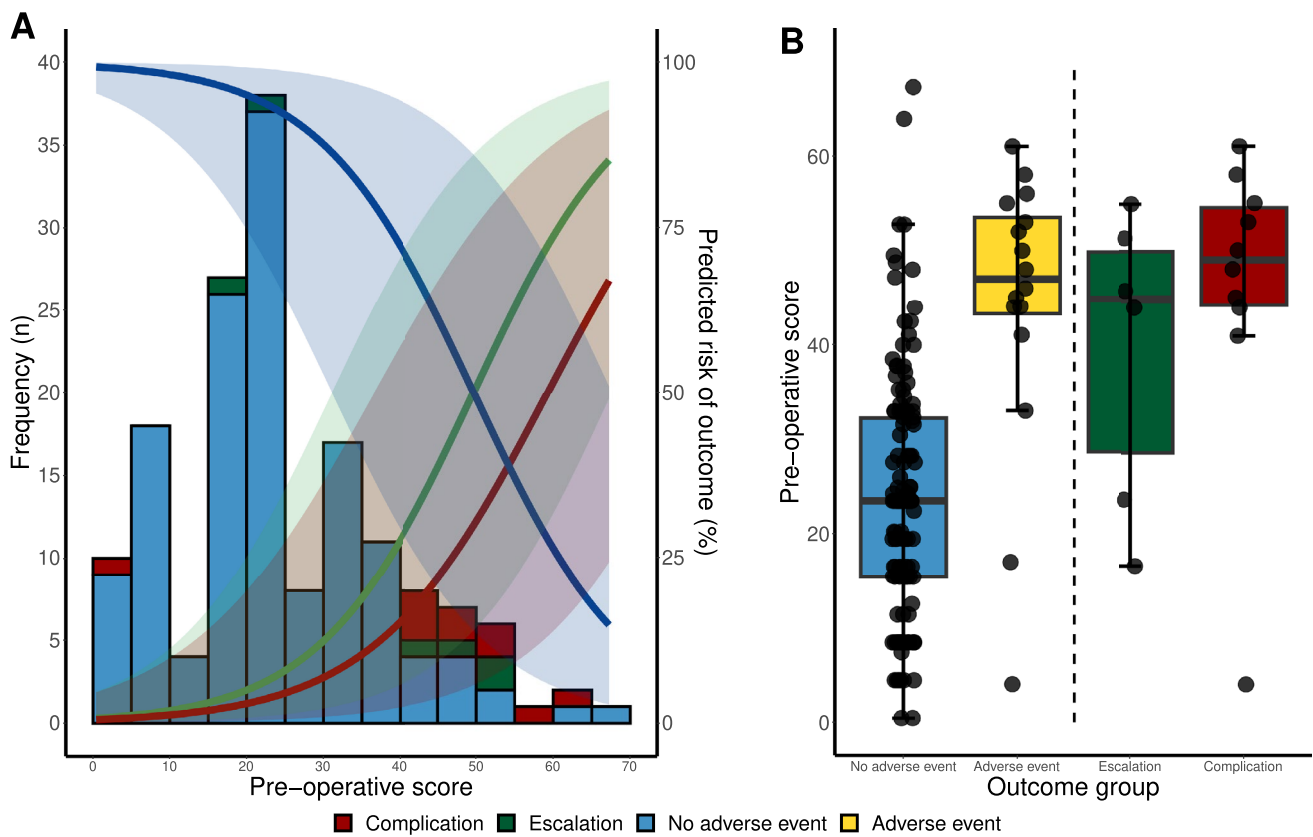 A
Frequency (n)
40
35
30
25
20
15
10
5
0
100
75
50
25
0
Predicted risk of outcome (%)
0 10 20 30 40 50 60 70
Pre−operative score
B
Pre−operative score
60
40
20
0
No adverse event Adverse event Escalation Complication
Outcome group
Complication Escalation No adverse event Adverse event